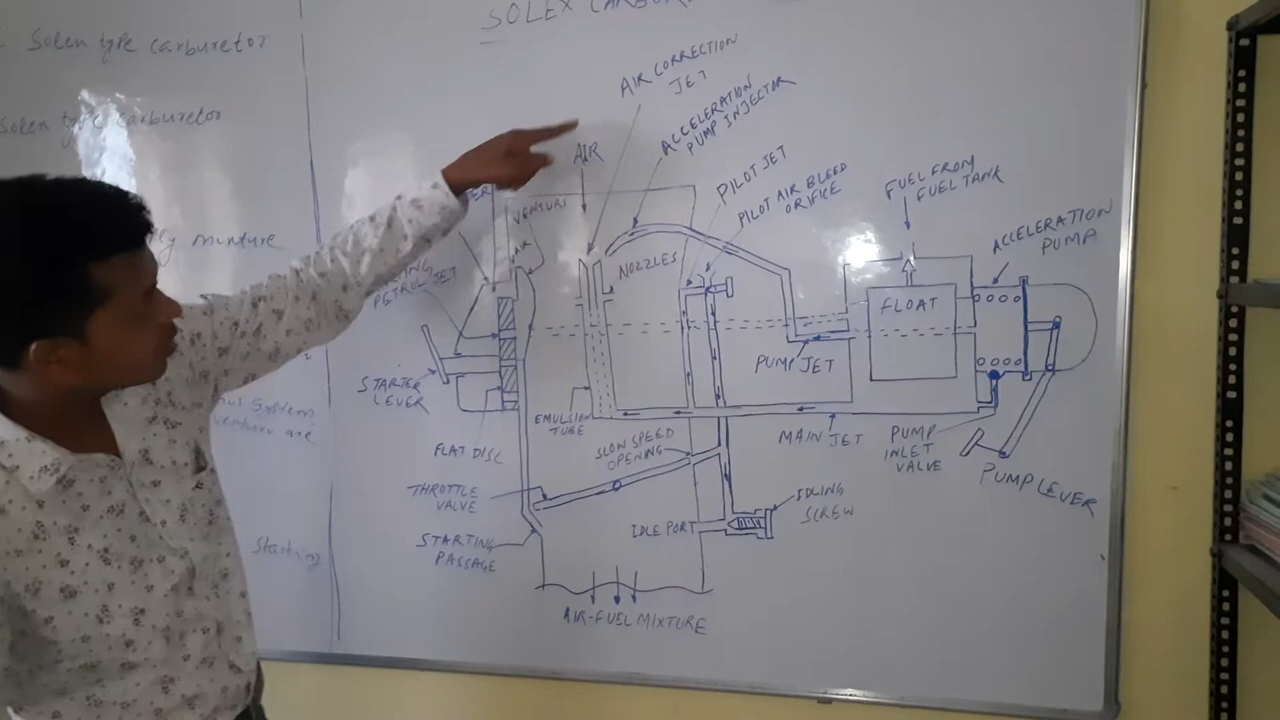 SOLEX
Solex type carburetor
Solex type carburetor
mixture
System
venturi are
Starting
AIR CORRECTION
JET
ACCELERATION
PUMP INJECTOR
AIR
PILOT JET
PILOT AIR BLEED
ORIFICE
FUEL FROM
FUEL TANK
ACCELERATION
PUMP
VENTURI
AIR
PETROL JET
NOZZLES
FLOAT
PUMP JET
STARTER
LEVER
FLAT DISC
EMULSION
TUBE
SLOW SPEED
OPENING
MAIN JET
PUMP
INLET
VALVE
PUMP LEVER
THROTTLE
VALVE
IDLING
SCREW
IDLE PORT
STARTING
PASSAGE
AIR-FUEL MIXTURE